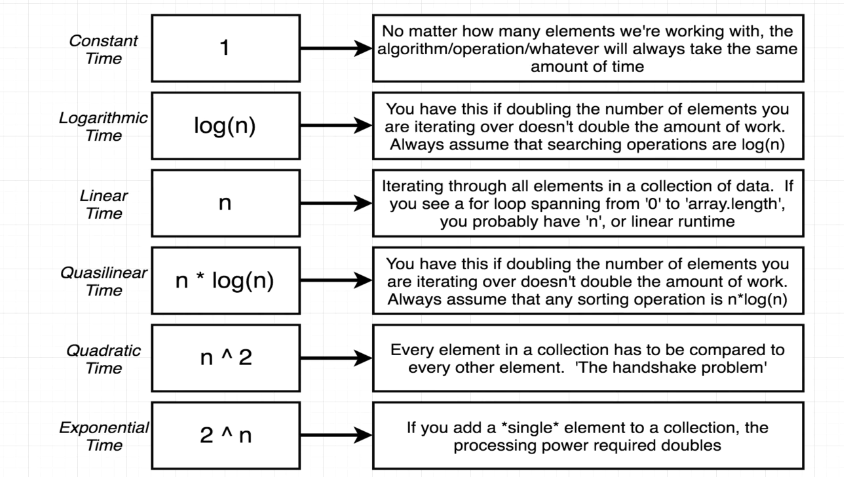 Constant
Time
1
No matter how many elements we're working with, the
algorithm/operation/whatever will always take the same
amount of time
Logarithmic
Time
log(n)
You have this if doubling the number of elements you
are iterating over doesn't double the amount of work.
Always assume that searching operations are log(n)
Linear
Time
n
Iterating through all elements in a collection of data.  If
you see a for loop spanning from '0' to 'array.length',
you probably have 'n', or linear runtime
Quasilinear
Time
n * log(n)
You have this if doubling the number of elements you
are iterating over doesn't double the amount of work.
Always assume that any sorting operation is n*log(n)
Quadratic
Time
n ^ 2
Every element in a collection has to be compared to
every other element.  'The handshake problem'
Exponential
Time
2 ^ n
If you add a *single* element to a collection, the
processing power required doubles